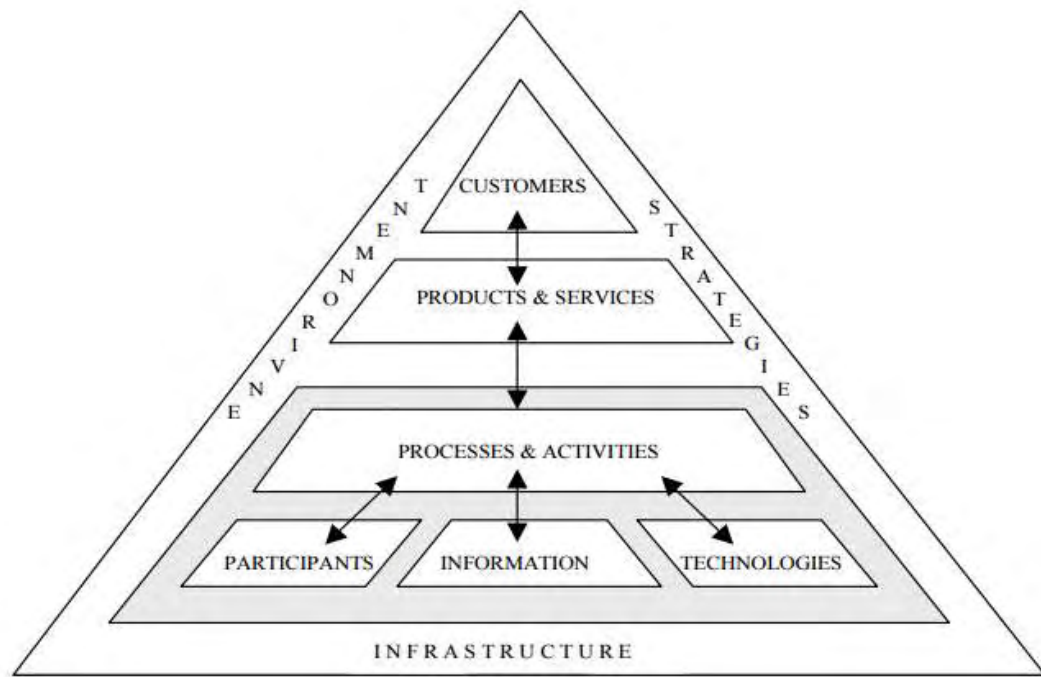 CUSTOMERS
ENVIRONMENT
STRATEGIES
PRODUCTS & SERVICES
PROCESSES & ACTIVITIES
PARTICIPANTS
INFORMATION
TECHNOLOGIES
INFRASTRUCTURE